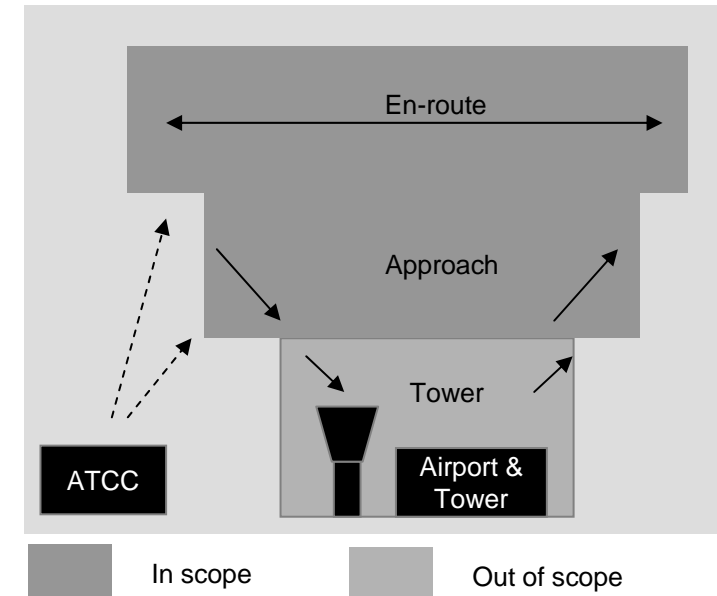 En-route
Approach
Tower
ATCC
Airport &
Tower
In scope
Out of scope